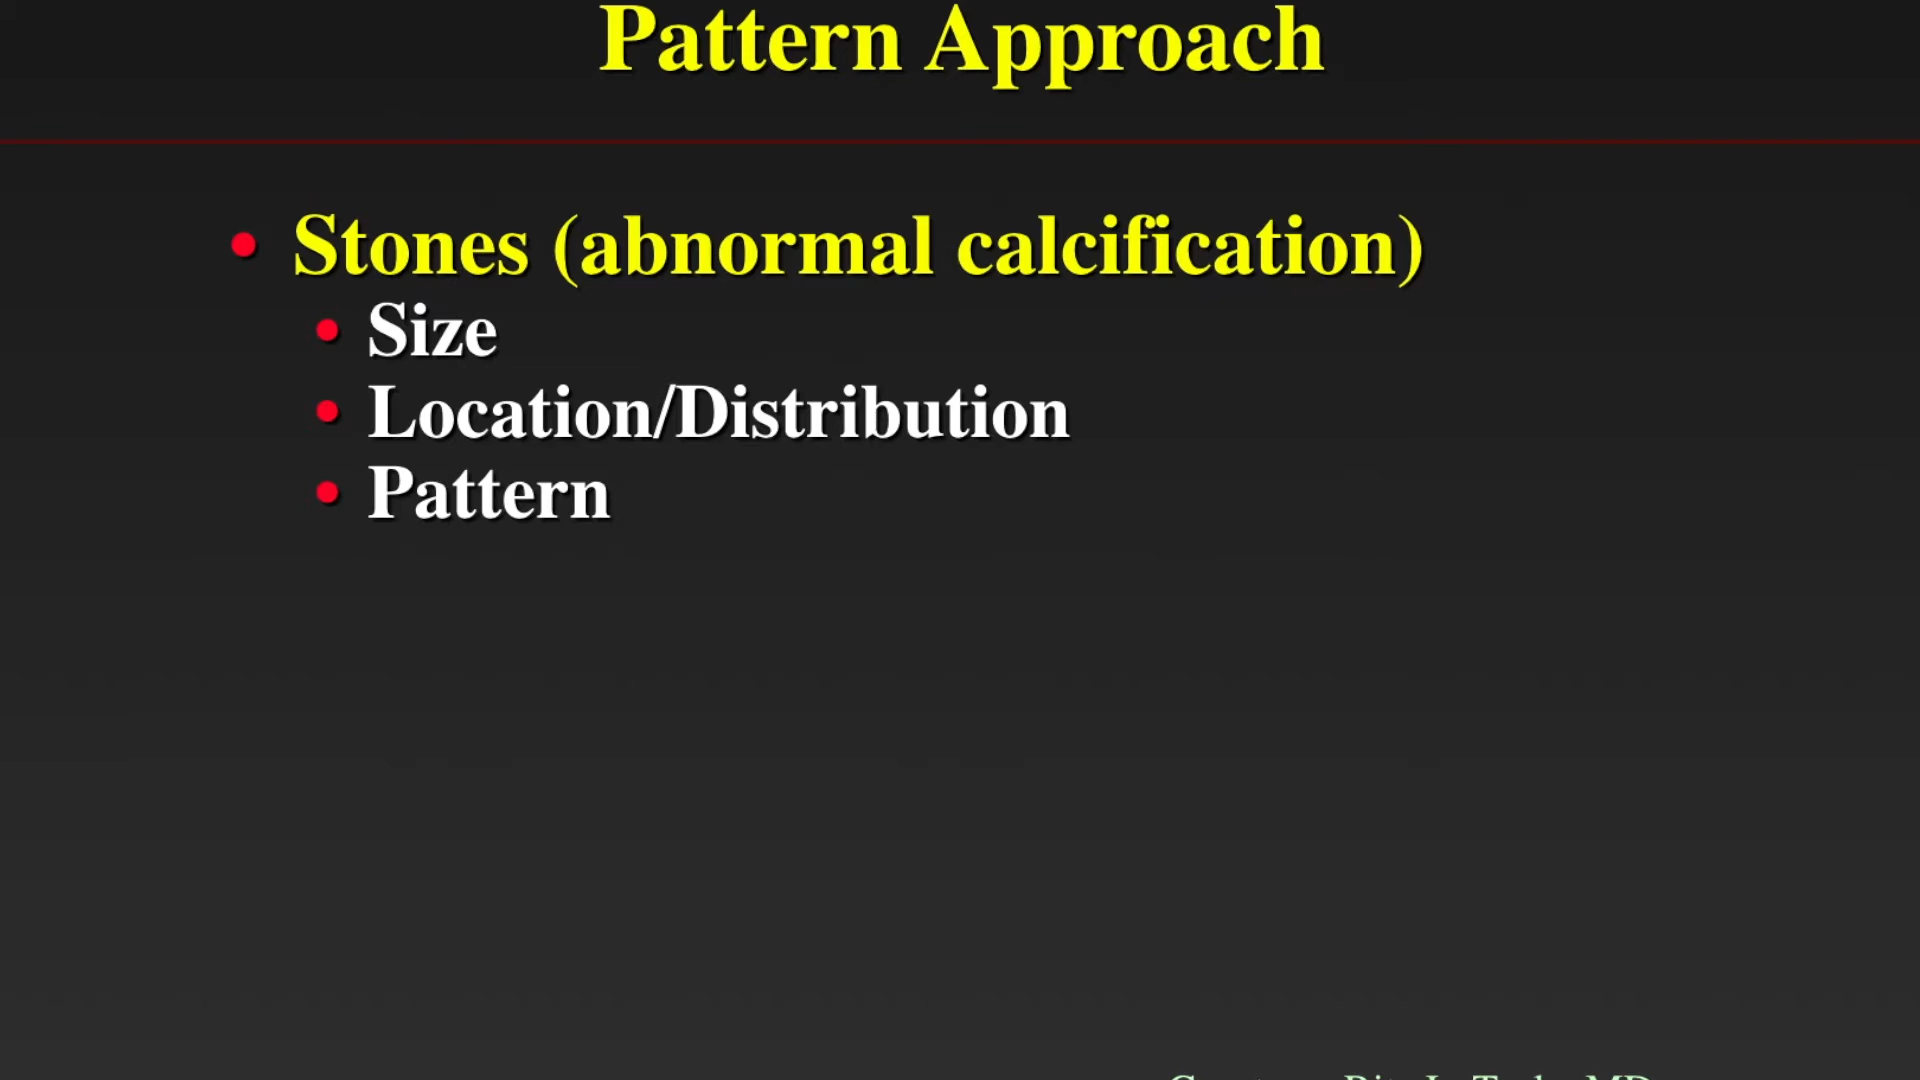 Pattern Approach
• Stones (abnormal calcification)
• Size
• Location/Distribution
• Pattern